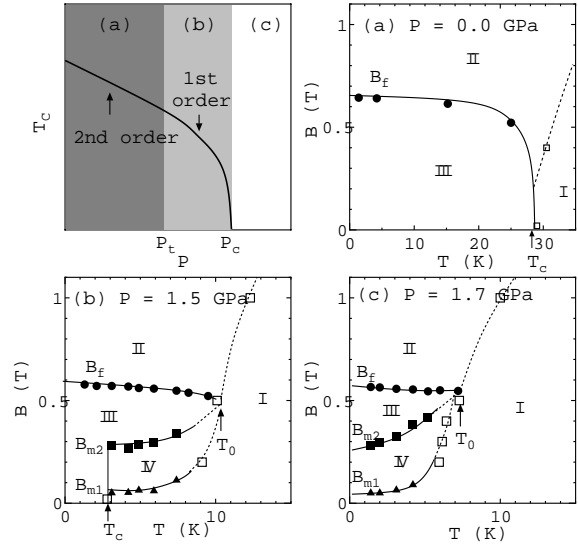 (a) (b) (c)
1st
order
2nd order
T_C
P_t P_c
P
(a) P = 0.0 GPa
II
B_f
III
I
B (T)
1
0.5
0
0 10 20 30
T (K) T_c
(b) P = 1.5 GPa
II
B_f
I
III
B_m2
IV
T_0
B_m1
B (T)
1
0.5
0
0 T_c T (K) 10
(c) P = 1.7 GPa
II
B_f
III
I
B_m2
T_0
IV
B_m1
B (T)
1
0.5
0
0 5 10
T (K)